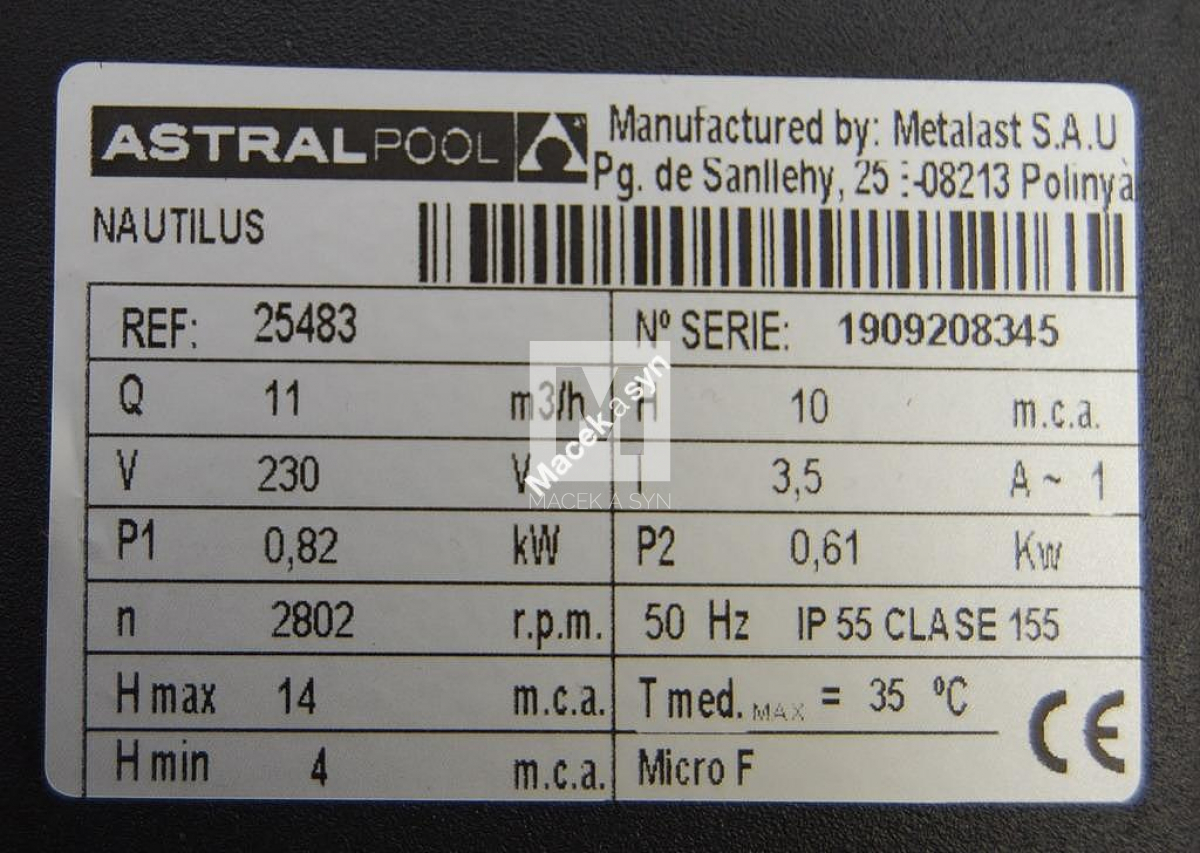 ASTRALPOOL
Manufactured by: Metalast S.A.U
Pg. de Sanllehy, 25 E-08213 Polinyà
NAUTILUS
REF: 25483 Nº SERIE: 1909208345
Q 11 m3/h H 10 m.c.a.
V 230 V I 3,5 A ~ 1
P1 0,82 kW P2 0,61 Kw
n 2802 r.p.m. 50 Hz IP 55 CLASE 155
H max 14 m.c.a. T med. MAX = 35 ºC
H min 4 m.c.a. Micro F
CE
Macek a syn
M
MACEK A SYN